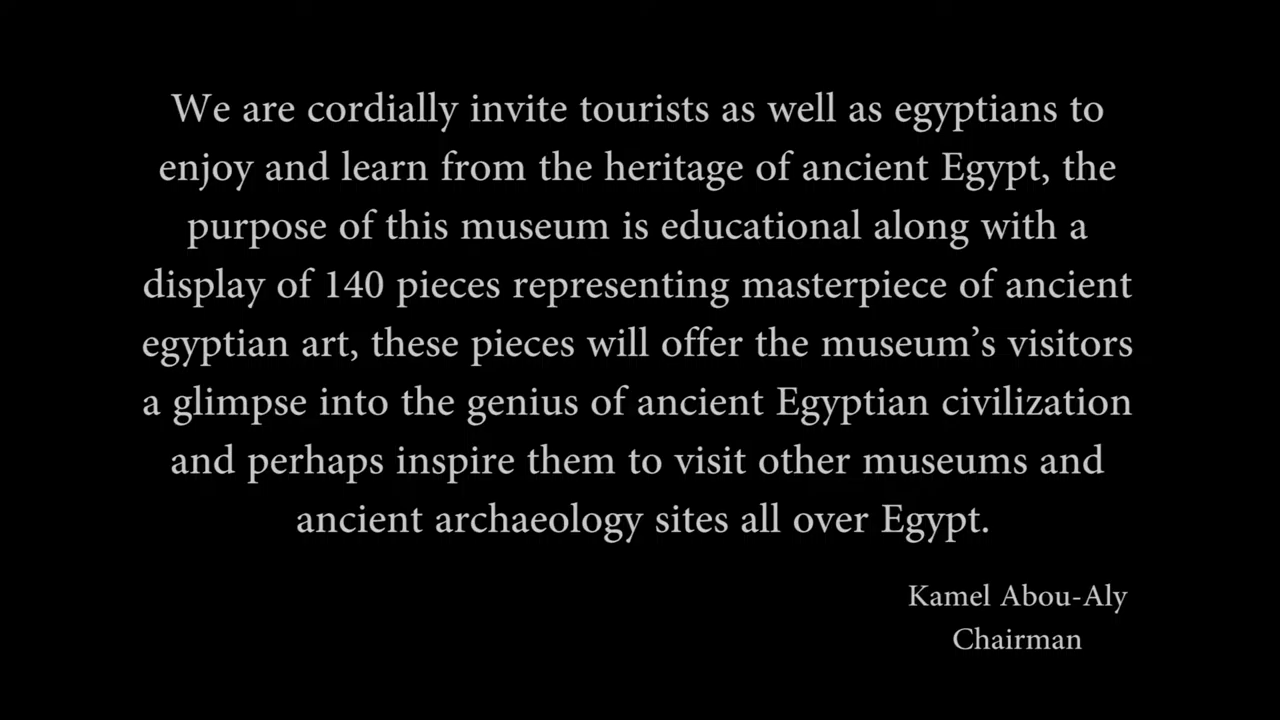 We are cordially invite tourists as well as egyptians to
enjoy and learn from the heritage of ancient Egypt, the
purpose of this museum is educational along with a
display of 140 pieces representing masterpiece of ancient
egyptian art, these pieces will offer the museum’s visitors
a glimpse into the genius of ancient Egyptian civilization
and perhaps inspire them to visit other museums and
ancient archaeology sites all over Egypt.
Kamel Abou-Aly
Chairman